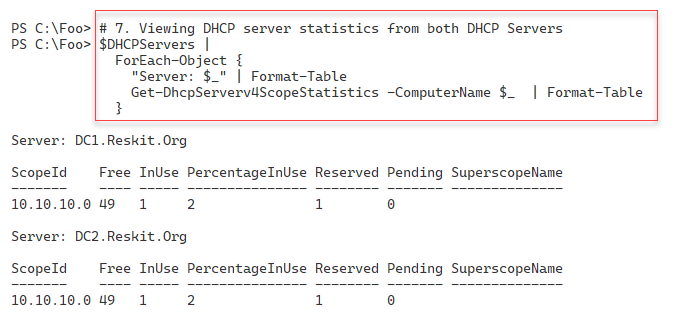 PS C:\Foo> # 7. Viewing DHCP server statistics from both DHCP Servers
PS C:\Foo> $DHCPServers |
ForEach-Object {
"Server: $_" | Format-Table
Get-DhcpServerv4ScopeStatistics -ComputerName $_  | Format-Table
}
Server: DC1.Reskit.Org
ScopeId    Free InUse PercentageInUse Reserved Pending SuperscopeName
-------    ---- ----- --------------- -------- ------- --------------
10.10.10.0 49   1     2               1        0
Server: DC2.Reskit.Org
ScopeId    Free InUse PercentageInUse Reserved Pending SuperscopeName
-------    ---- ----- --------------- -------- ------- --------------
10.10.10.0 49   1     2               1        0